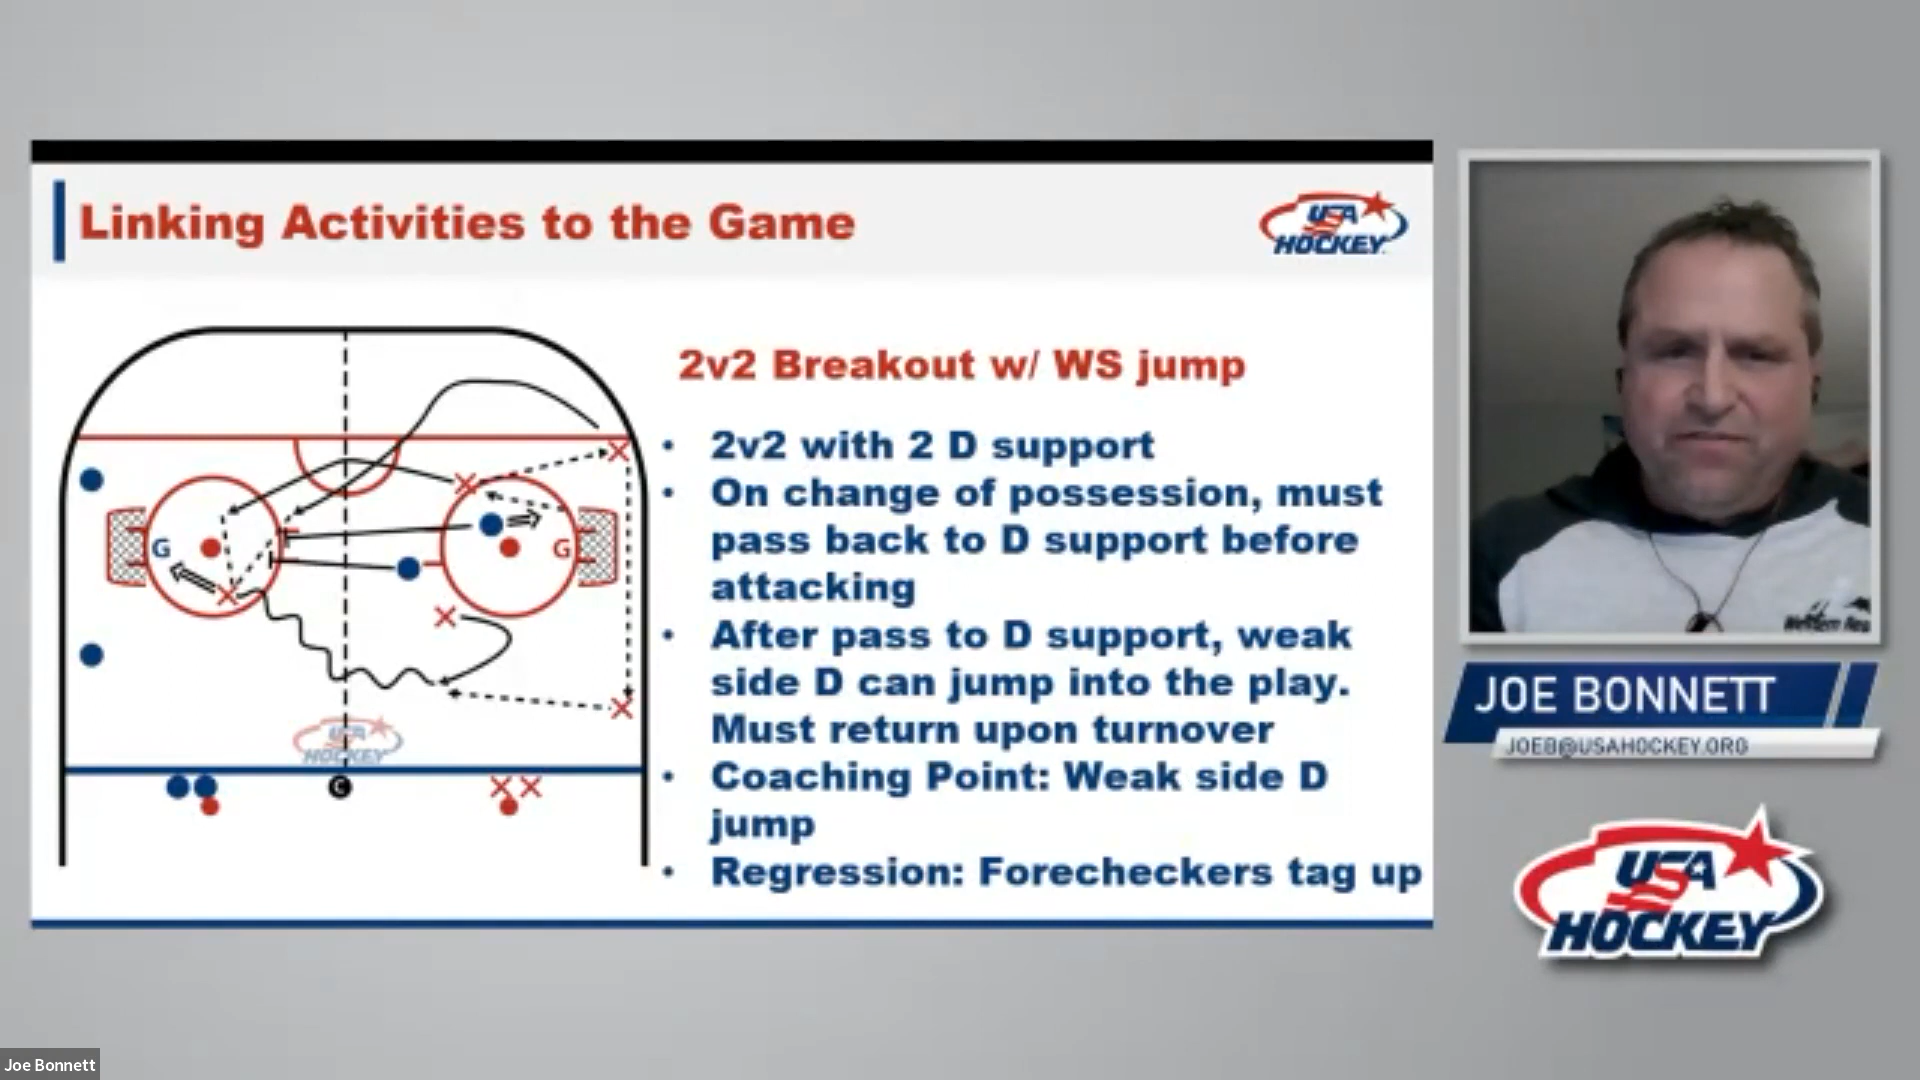 Linking Activities to the Game
USA
HOCKEY
2v2 Breakout w/ WS jump
• 2v2 with 2 D support
• On change of possession, must
pass back to D support before
attacking
• After pass to D support, weak
side D can jump into the play.
Must return upon turnover
• Coaching Point: Weak side D
jump
• Regression: Forecheckers tag up
G
G
USA
HOCKEY
C
JOE BONNETT
JOEB@USAHOCKEY.ORG
USA
HOCKEY
Joe Bonnett